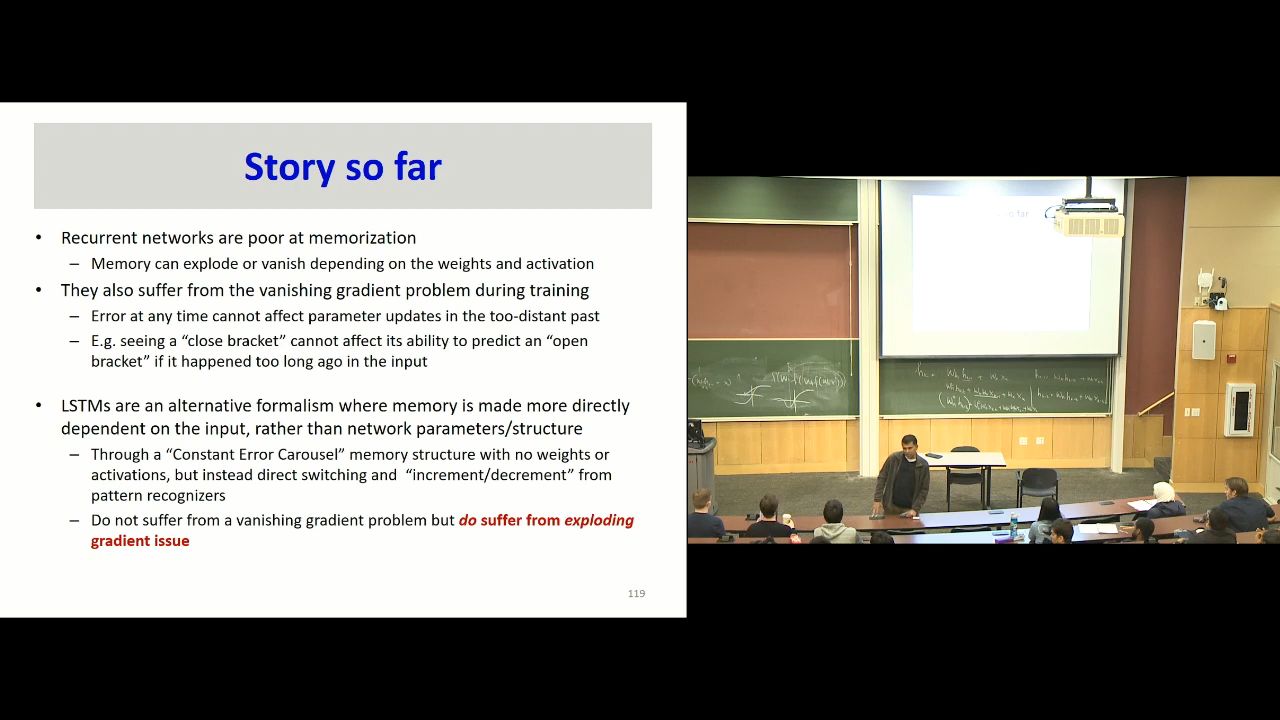 Story so far
• Recurrent networks are poor at memorization
– Memory can explode or vanish depending on the weights and activation
• They also suffer from the vanishing gradient problem during training
– Error at any time cannot affect parameter updates in the too-distant past
– E.g. seeing a “close bracket” cannot affect its ability to predict an “open
bracket” if it happened too long ago in the input
• LSTMs are an alternative formalism where memory is made more directly
dependent on the input, rather than network parameters/structure
– Through a “Constant Error Carousel” memory structure with no weights or
activations, but instead direct switching and “increment/decrement” from
pattern recognizers
– Do not suffer from a vanishing gradient problem but do suffer from exploding
gradient issue
119